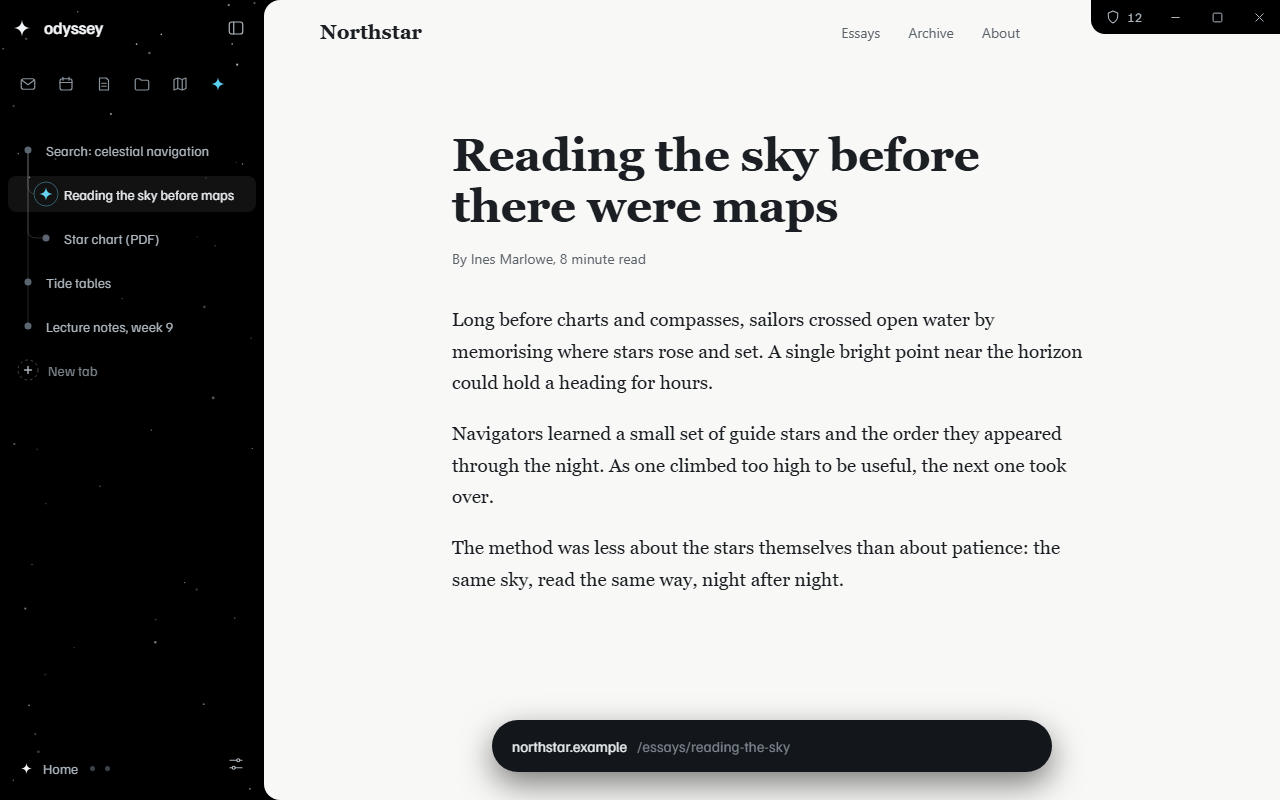 odyssey
Search: celestial navigation
Reading the sky before maps
Star chart (PDF)
Tide tables
Lecture notes, week 9
New tab
Home
Northstar
Essays
Archive
About
12
Reading the sky before
there were maps
By Ines Marlowe, 8 minute read
Long before charts and compasses, sailors crossed open water by
memorising where stars rose and set. A single bright point near the horizon
could hold a heading for hours.
Navigators learned a small set of guide stars and the order they appeared
through the night. As one climbed too high to be useful, the next one took
over.
The method was less about the stars themselves than about patience: the
same sky, read the same way, night after night.
northstar.example /essays/reading-the-sky